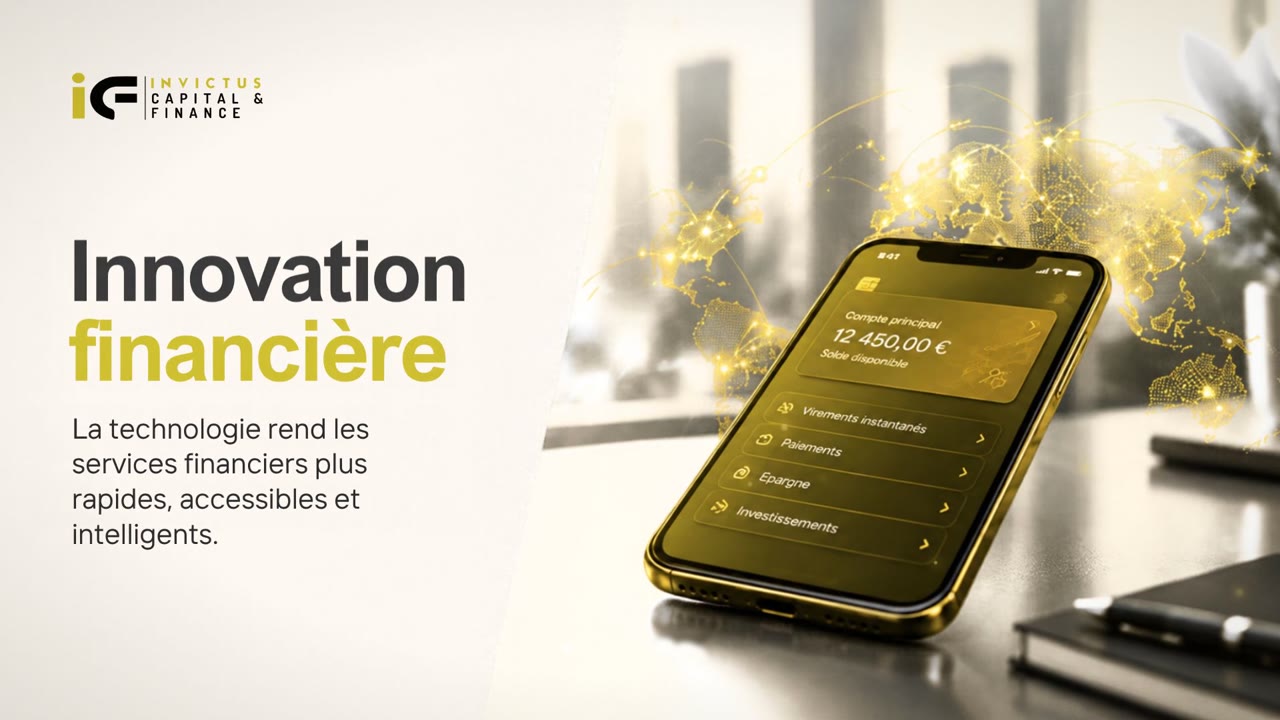 INVICTUS
CAPITAL &
FINANCE
Innovation
financière
La technologie rend les
services financiers plus
rapides, accessibles et
intelligents.
Compte principal
12 450,00 €
Solde disponible
Virements instantanés
Paiements
Epargne
Investissements